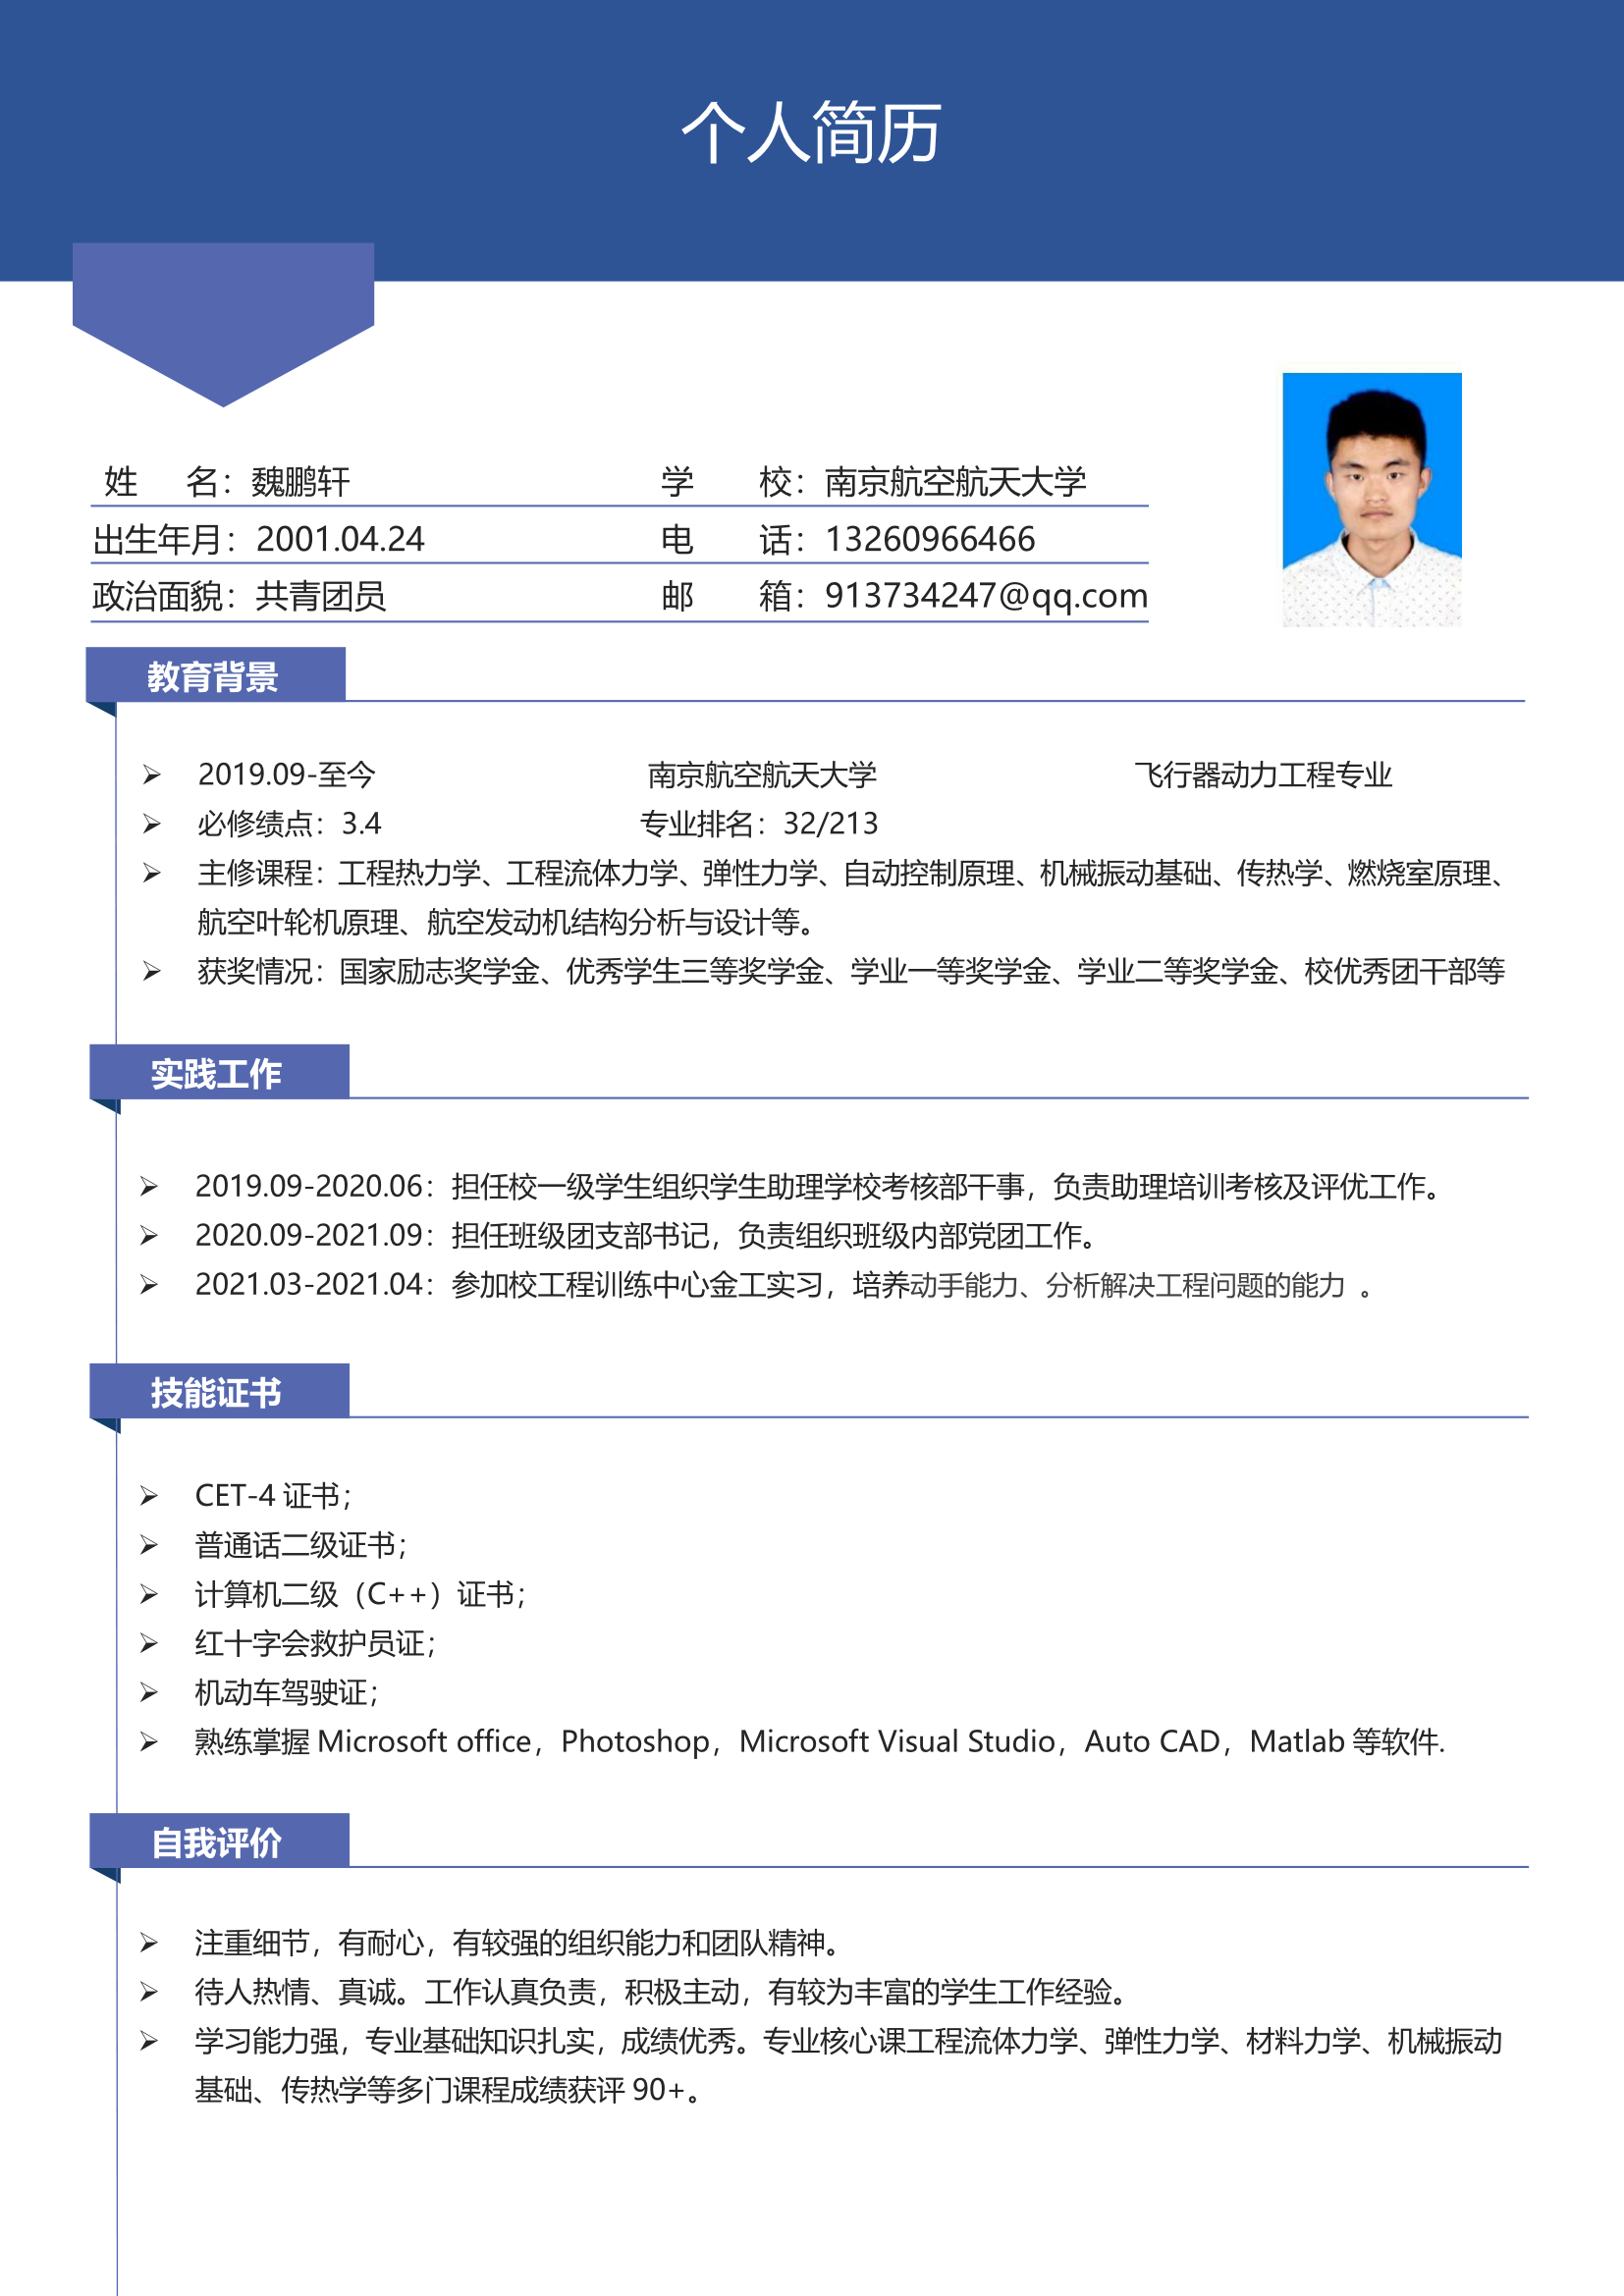 个人简历
姓 名：魏鹏轩 学 校：南京航空航天大学
出生年月：2001.04.24 电 话：13260966466
政治面貌：共青团员 邮 箱：913734247@qq.com
教育背景
➢ 2019.09-至今 南京航空航天大学 飞行器动力工程专业
➢ 必修绩点：3.4 专业排名：32/213
➢ 主修课程：工程热力学、工程流体力学、弹性力学、自动控制原理、机械振动基础、传热学、燃烧室原理、
航空叶轮机原理、航空发动机结构分析与设计等。
➢ 获奖情况：国家励志奖学金、优秀学生三等奖学金、学业一等奖学金、学业二等奖学金、校优秀团干部等
实践工作
➢ 2019.09-2020.06：担任校一级学生组织学生助理学校考核部干事，负责助理培训考核及评优工作。
➢ 2020.09-2021.09：担任班级团支部书记，负责组织班级内部党团工作。
➢ 2021.03-2021.04：参加校工程训练中心金工实习，培养动手能力、分析解决工程问题的能力 。
技能证书
➢ CET-4 证书；
➢ 普通话二级证书；
➢ 计算机二级（C++）证书；
➢ 红十字会救护员证；
➢ 机动车驾驶证；
➢ 熟练掌握 Microsoft office，Photoshop，Microsoft Visual Studio，Auto CAD，Matlab 等软件.
自我评价
➢ 注重细节，有耐心，有较强的组织能力和团队精神。
➢ 待人热情、真诚。工作认真负责，积极主动，有较为丰富的学生工作经验。
➢ 学习能力强，专业基础知识扎实，成绩优秀。专业核心课工程流体力学、弹性力学、材料力学、机械振动
基础、传热学等多门课程成绩获评 90+。